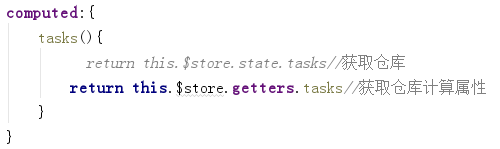 computed:{
tasks(){
return this.$store.state.tasks//获取仓库
return this.$store.getters.tasks//获取仓库计算属性
}
}